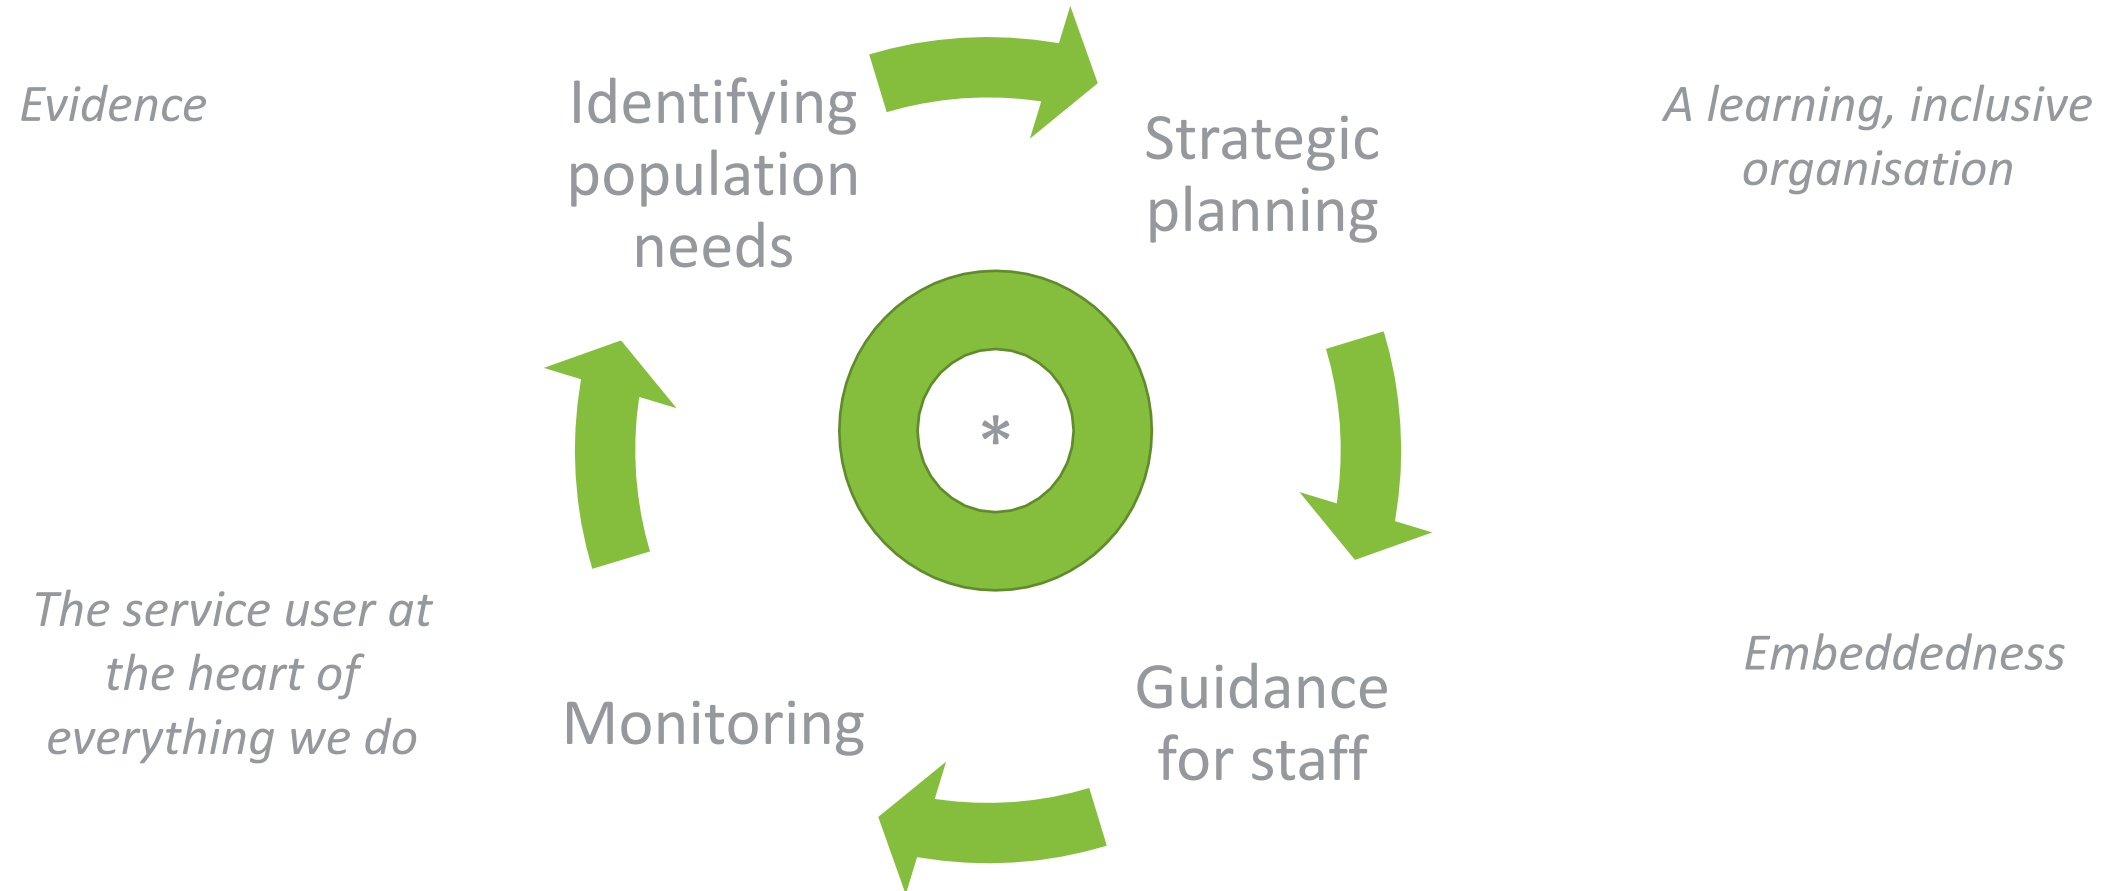 Evidence
Identifying
population
needs
Strategic
planning
A learning, inclusive
organisation
*
The service user at
the heart of
everything we do
Monitoring
Guidance
for staff
Embeddedness